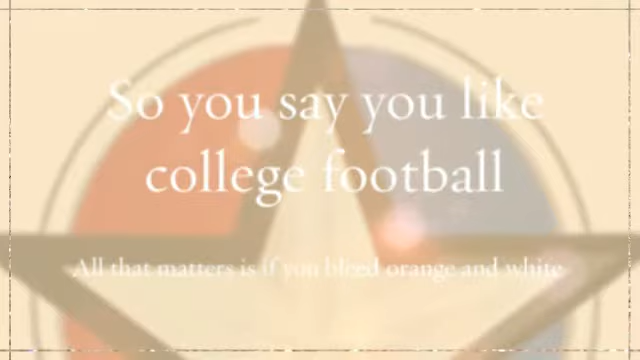 So you say you like
college football
All that matters is if you bleed orange and white